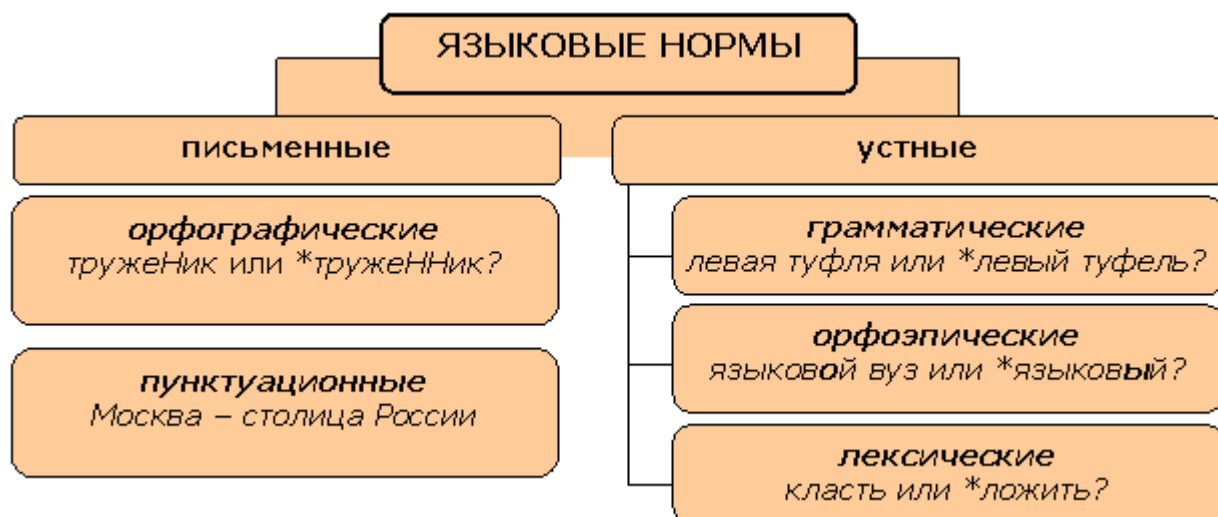 ЯЗЫКОВЫЕ НОРМЫ
письменные
орфографические
тружеНик или *тружеННик?
пунктуационные
Москва – столица России
устные
грамматические
левая туфля или *левый туфель?
орфоэпические
языковой вуз или *языковый?
лексические
класть или *ложить?